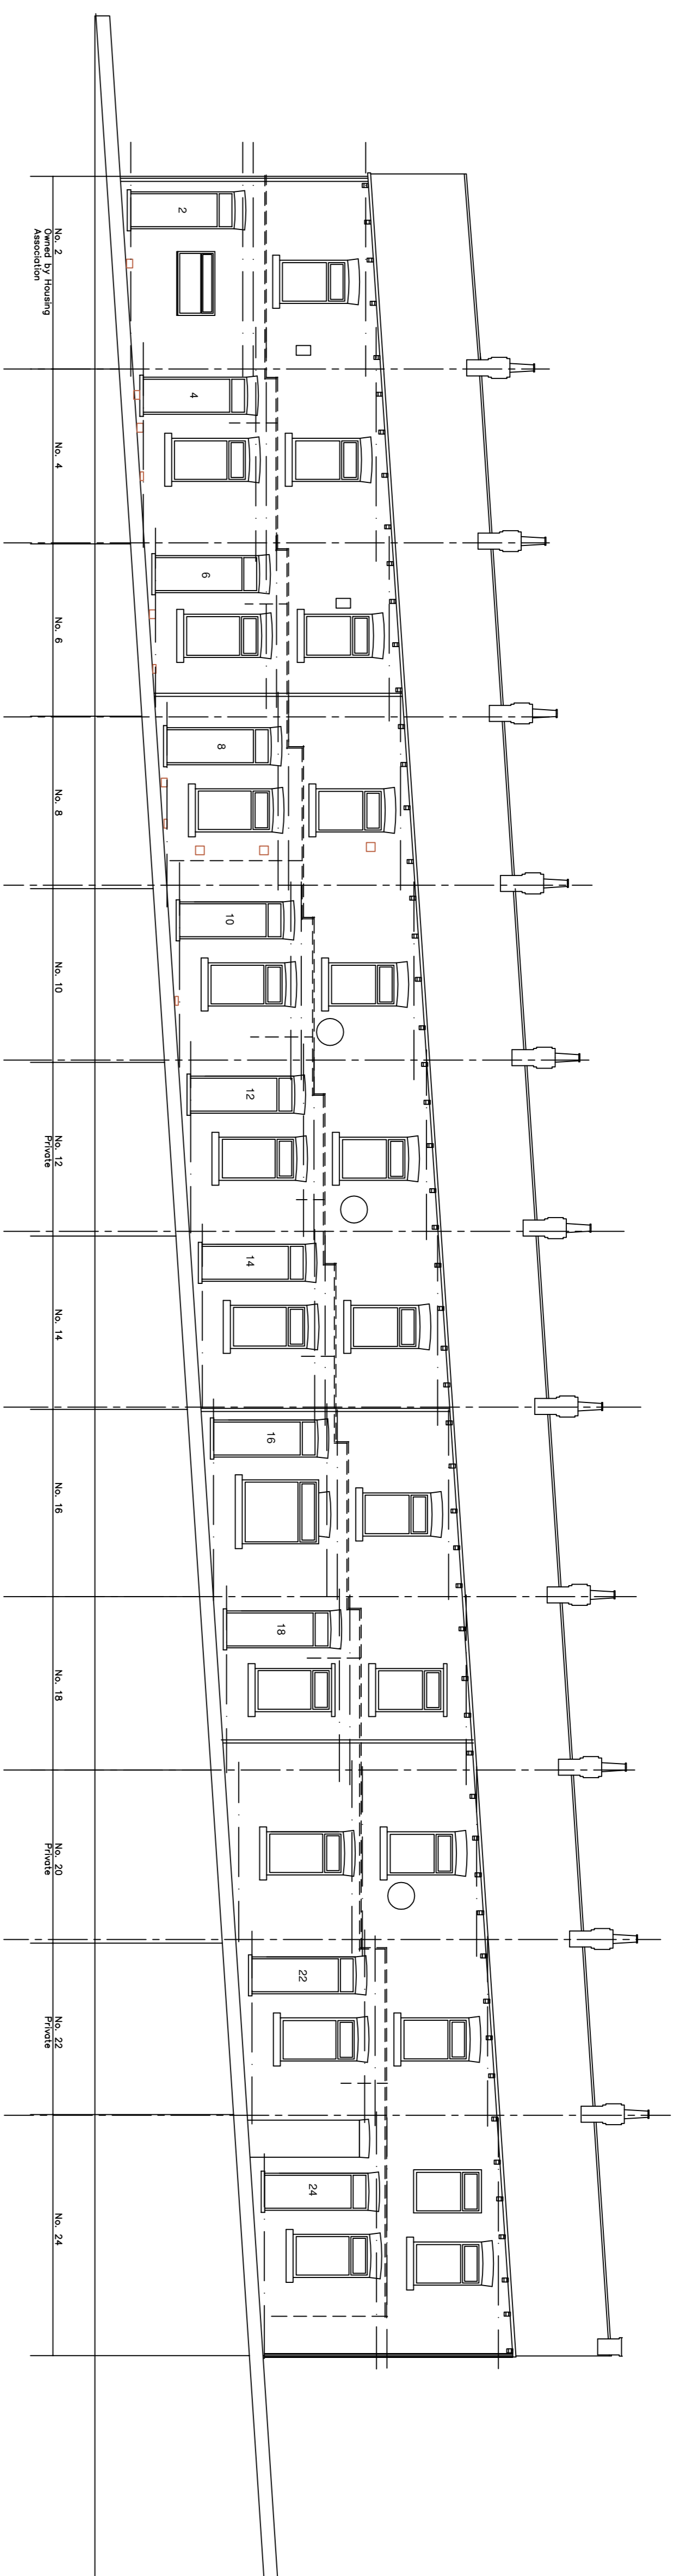 2
4
6
8
10
12
14
16
18
22
24
No. 2
Owned by Housing
Association
No. 4
No. 6
No. 8
No. 10
No. 12
Private
No. 14
No. 16
No. 18
No. 20
Private
No. 22
Private
No. 24